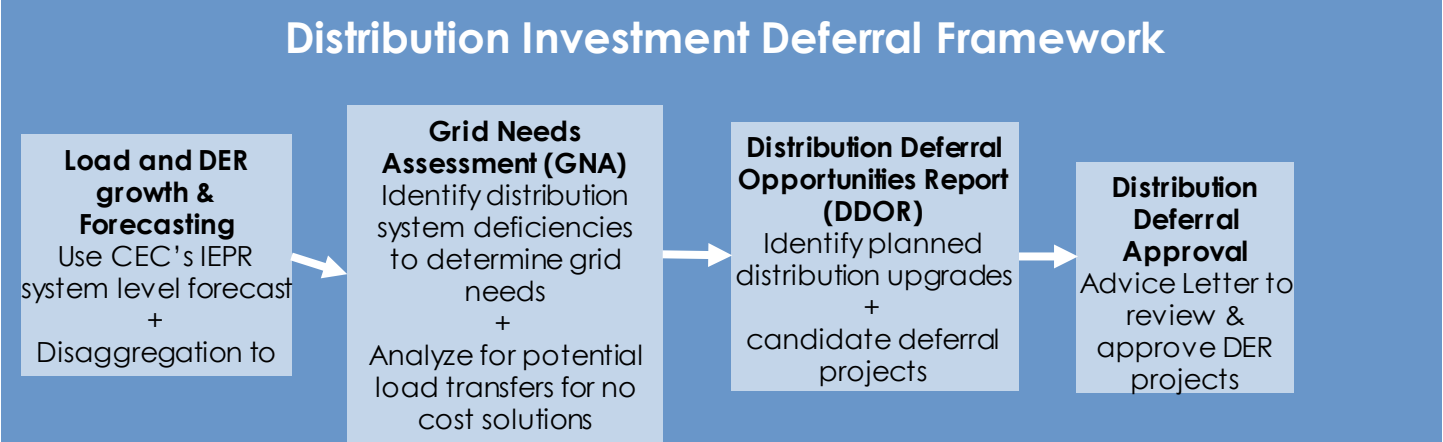 Distribution Investment Deferral Framework
Load and DER
growth &
Forecasting
Use CEC's IEPR
system level forecast
+
Disaggregation to
Grid Needs
Assessment (GNA)
Identify distribution
system deficiencies
to determine grid
needs
+
Analyze for potential
load transfers for no
cost solutions
Distribution Deferral
Opportunities Report
(DDOR)
Identify planned
distribution upgrades
+
candidate deferral
projects
Distribution
Deferral
Approval
Advice Letter to
review &
approve DER
projects